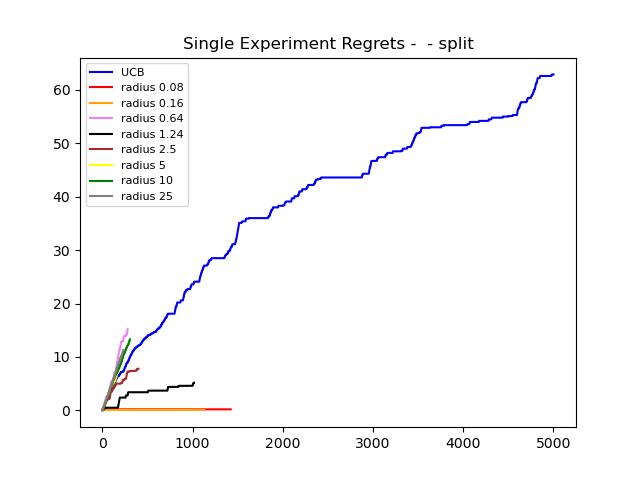 Single Experiment Regrets -  - split
UCB
radius 0.08
radius 0.16
radius 0.64
radius 1.24
radius 2.5
radius 5
radius 10
radius 25
60
50
40
30
20
10
0
0 1000 2000 3000 4000 5000